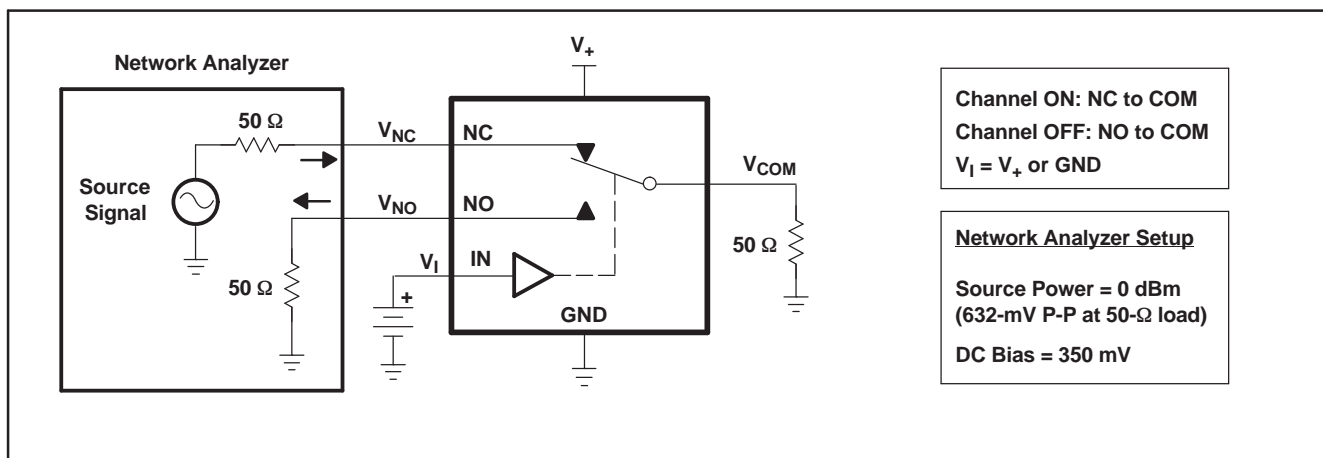 V+
Network Analyzer
50 Ω
VNC
NC
Source
Signal
VNO
NO
50 Ω
VI
IN
+
GND
VCOM
50 Ω
Channel ON: NC to COM
Channel OFF: NO to COM
VI = V+ or GND
Network Analyzer Setup
Source Power = 0 dBm
(632-mV P-P at 50-Ω load)
DC Bias = 350 mV